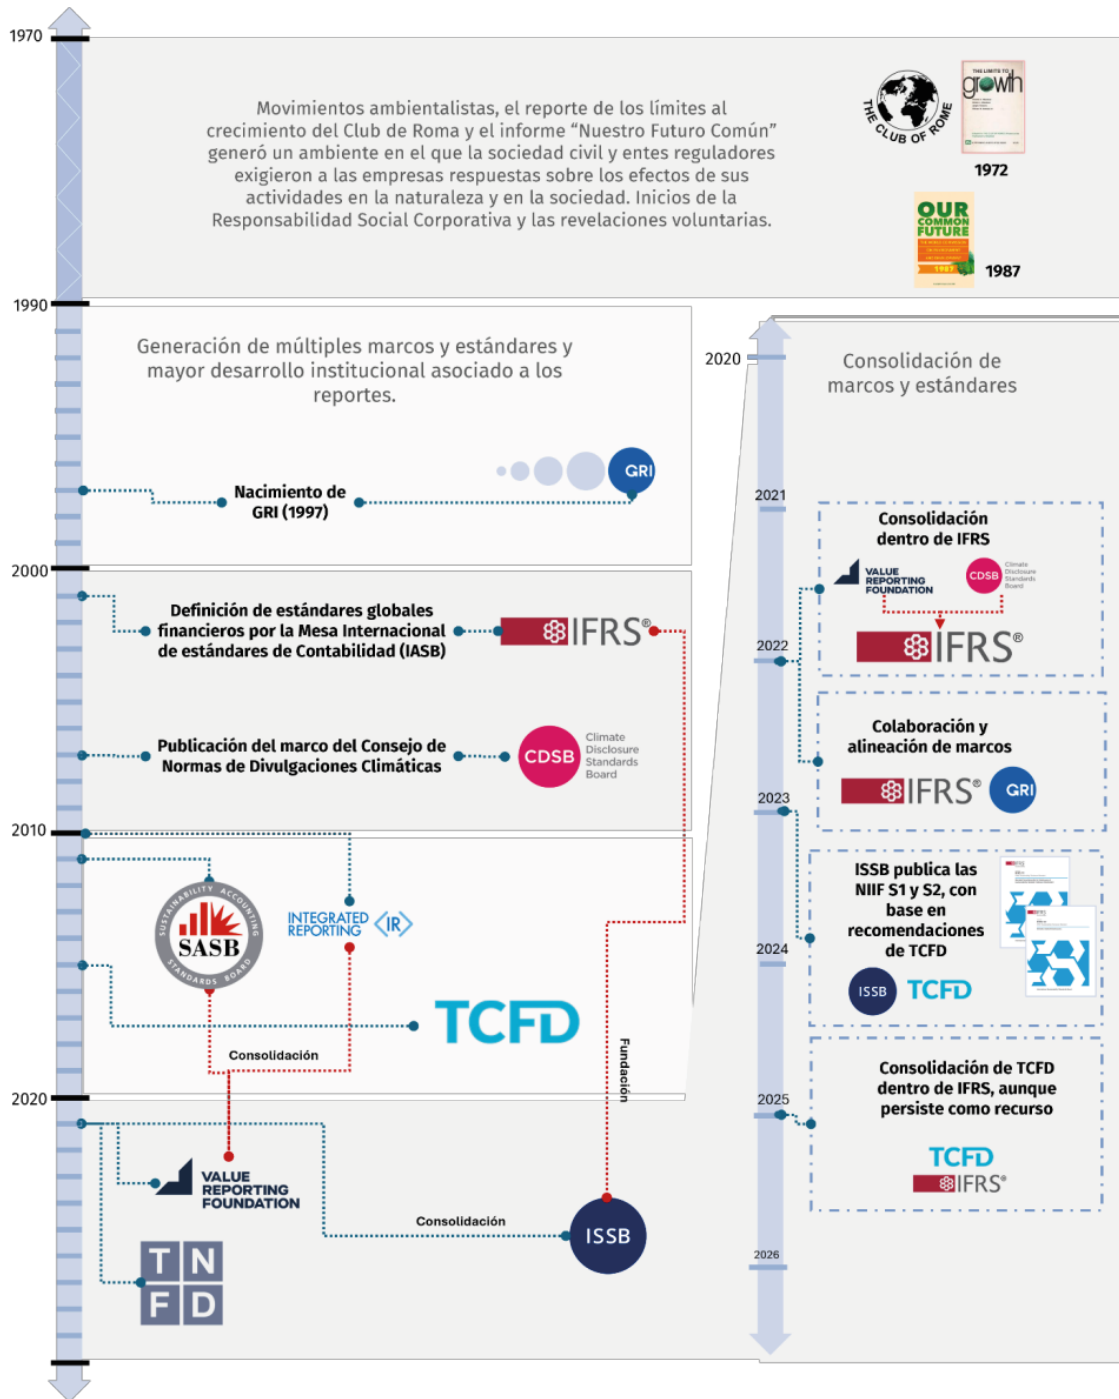 1970
Movimientos ambientalistas, el reporte de los límites al
crecimiento del Club de Roma y el informe “Nuestro Futuro Común”
generó un ambiente en el que la sociedad civil y entes reguladores
exigieron a las empresas respuestas sobre los efectos de sus
actividades en la naturaleza y en la sociedad. Inicios de la
Responsabilidad Social Corporativa y las revelaciones voluntarias.
THE CLUB OF ROME
THE LIMITS TO
growth
1972
OUR
COMMON
FUTURE
1987
1987
1990
Generación de múltiples marcos y estándares y
mayor desarrollo institucional asociado a los
reportes.
GRI
Nacimiento de
GRI (1997)
2000
Definición de estándares globales
financieros por la Mesa Internacional
de estándares de Contabilidad (IASB)
IFRS®
Publicación del marco del Consejo de
Normas de Divulgaciones Climáticas
CDSB
Climate
Disclosure
Standards
Board
2010
SUSTAINABILITY ACCOUNTING
SASB
STANDARDS BOARD
INTEGRATED
REPORTING
<IR>
TCFD
Consolidación
Fundación
2020
VALUE
REPORTING
FOUNDATION
Consolidación
ISSB
T N
F D
2020
Consolidación de
marcos y estándares
2021
Consolidación
dentro de IFRS
VALUE
REPORTING
FOUNDATION
CDSB
Climate
Disclosure
Standards
Board
IFRS®
2022
Colaboración y
alineación de marcos
IFRS®
GRI
2023
ISSB publica las
NIIF S1 y S2, con
base en
recomendaciones
de TCFD
IFRS
IFRS
ISSB
TCFD
2024
Consolidación de TCFD
dentro de IFRS, aunque
persiste como recurso
TCFD
IFRS®
2025
2026